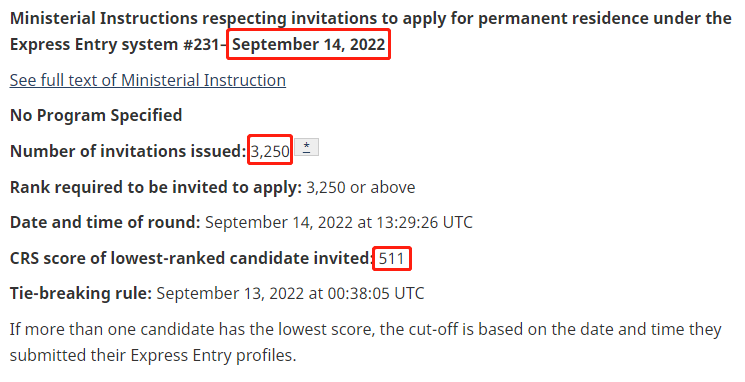 Ministerial Instructions respecting invitations to apply for permanent residence under the
Express Entry system #231– September 14, 2022
See full text of Ministerial Instruction
No Program Specified
Number of invitations issued: 3,250 *
Rank required to be invited to apply: 3,250 or above
Date and time of round: September 14, 2022 at 13:29:26 UTC
CRS score of lowest-ranked candidate invited: 511
Tie-breaking rule: September 13, 2022 at 00:38:05 UTC
If more than one candidate has the lowest score, the cut-off is based on the date and time they
submitted their Express Entry profiles.